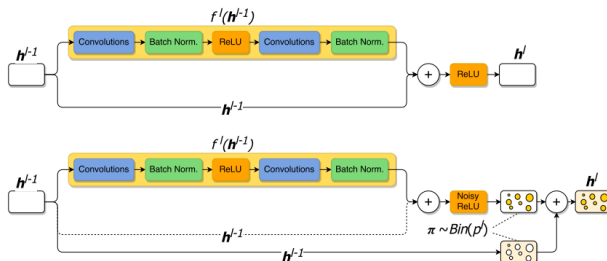 f^l(h^{l-1})
h^{l-1}
Convolutions Batch Norm. ReLU Convolutions Batch Norm.
h^l
+ ReLU
h^{l-1}
f^l(h^{l-1})
h^{l-1}
Convolutions Batch Norm. ReLU Convolutions Batch Norm.
h^l
+ Noisy ReLU +
π ~Bin(p^l)
h^{l-1}
h^{l-1}